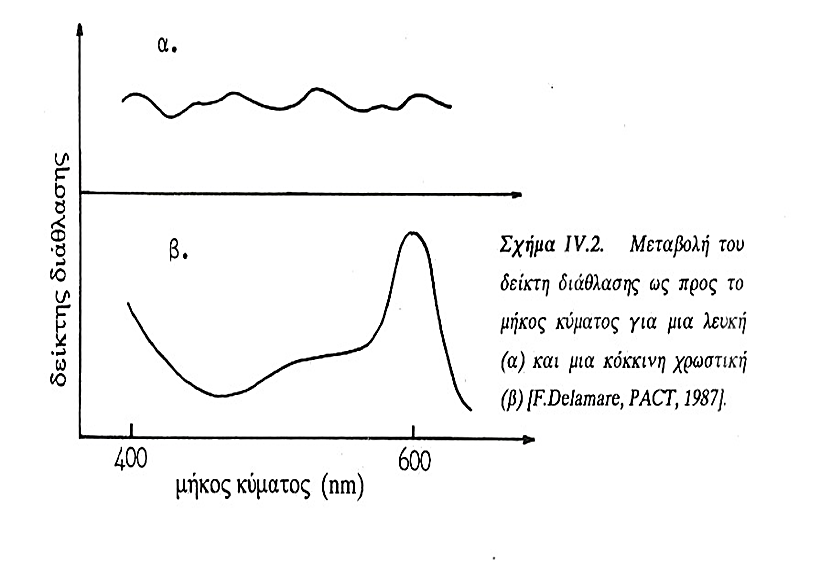 α.
δείκτης διάθλασης
β.
400
600
μήκος κύματος (nm)
Σχήμα IV.2. Μεταβολή του
δείκτη διάθλασης ως προς το
μήκος κύματος για μια λευκή
(α) και μια κόκκινη χρωστική
(β) [F.Delamare, PACT, 1987].